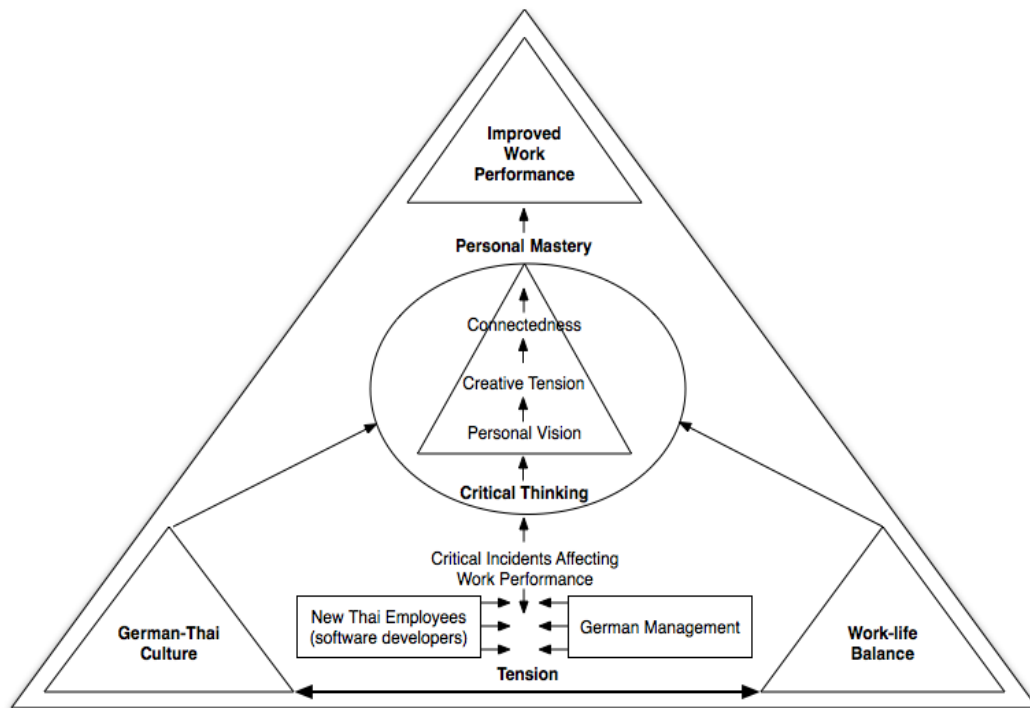 Improved
Work
Performance
Personal Mastery
Connectedness
Creative Tension
Personal Vision
Critical Thinking
Critical Incidents Affecting
Work Performance
New Thai Employees
(software developers)
German Management
German-Thai
Culture
Work-life
Balance
Tension